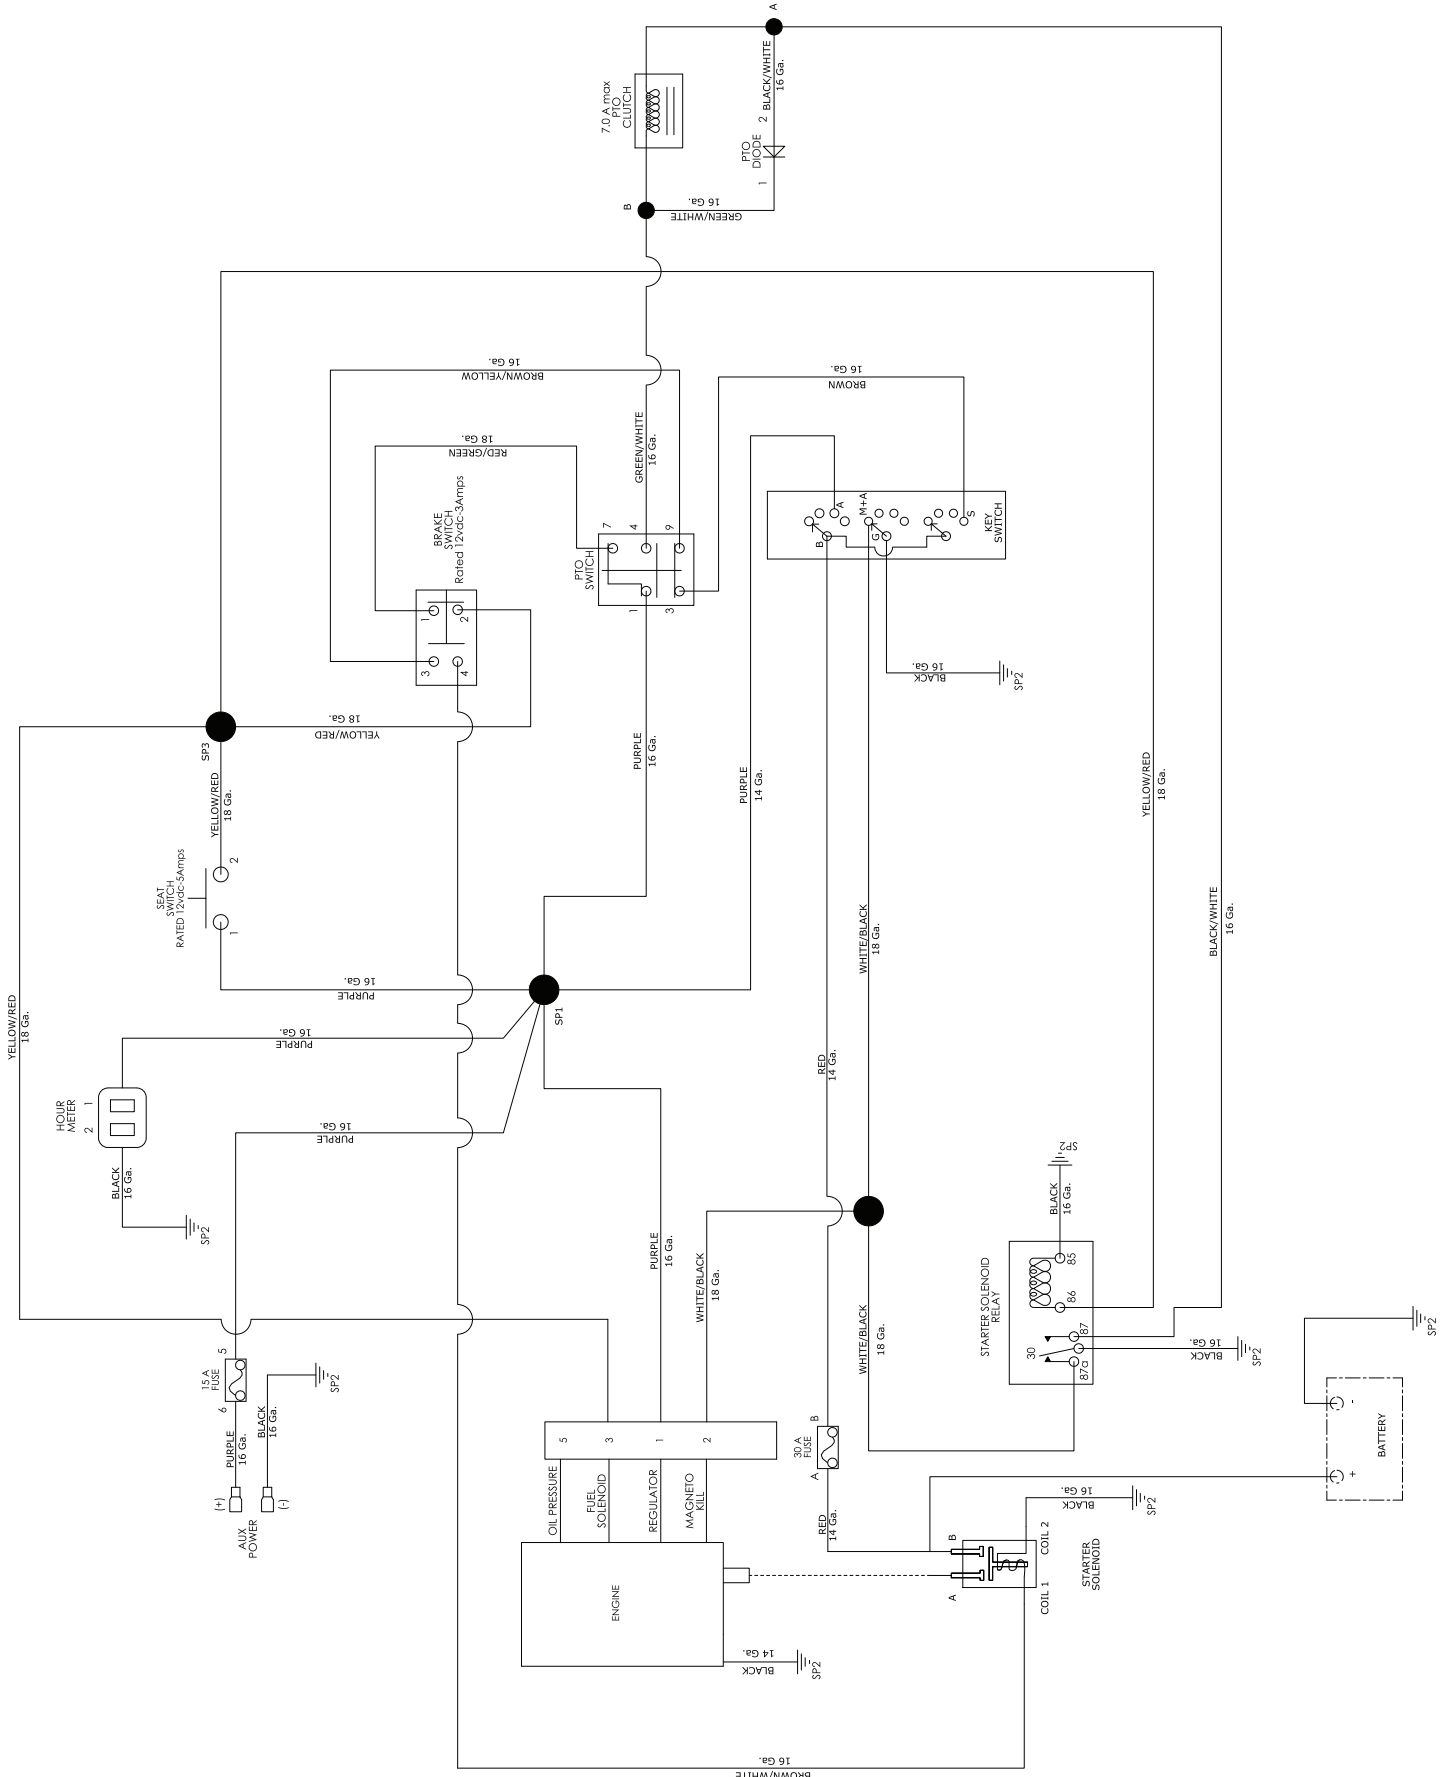 A
BLACK/WHITE
16 Ga.
7.0 A max
PTO
CLUTCH
2
PTO
DIODE
1
B
16 Ga.
GREEN/WHITE
16 Ga.
BROWN/YELLOW
16 Ga.
BROWN
18 Ga.
RED/GREEN
GREEN/WHITE
16 Ga.
BRAKE
SWITCH
Rated 12vdc-3Amps
1
2
3
4
PTO
SWITCH
7
4
9
1
3
B
A
M+A
G
S
KEY
SWITCH
16 Ga.
BLACK
SP2
SP3
18 Ga.
YELLOW/RED
YELLOW/RED
18 Ga.
PURPLE
16 Ga.
PURPLE
14 Ga.
YELLOW/RED
18 Ga.
SEAT
SWITCH
RATED 12vdc-5Amps
2
1
WHITE/BLACK
18 Ga.
BLACK/WHITE
16 Ga.
16 Ga.
PURPLE
SP1
YELLOW/RED
18 Ga.
16 Ga.
PURPLE
RED
14 Ga.
HOUR
METER
1
2
16 Ga.
PURPLE
BLACK
16 Ga.
SP2
SP2
BLACK
16 Ga.
PURPLE
16 Ga.
WHITE/BLACK
18 Ga.
STARTER SOLENOID
RELAY
85
86
87
30
87a
16 Ga.
BLACK
SP2
SP2
WHITE/BLACK
18 Ga.
15 A
FUSE
5
6
SP2
PURPLE
16 Ga.
BLACK
16 Ga.
(+)
(-)
AUX
POWER
5
3
1
2
OIL PRESSURE
FUEL
SOLENOID
REGULATOR
MAGNETO
KILL
30 A
FUSE
B
A
RED
14 Ga.
BATTERY
-
+
16 Ga.
BLACK
SP2
B
A
COIL 2
COIL 1
STARTER
SOLENOID
ENGINE
14 Ga.
BLACK
SP2
16 Ga.
BROWN/WHITE